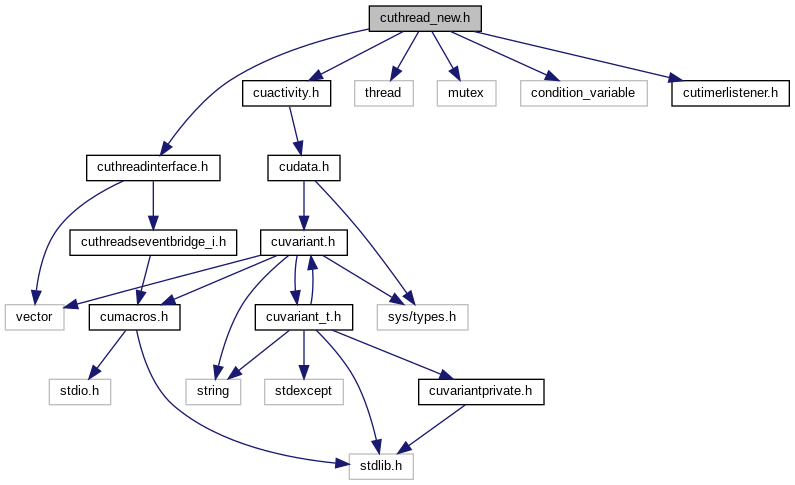 cuthread_new.h
cuactivity.h
thread
mutex
condition_variable
cutimerlistener.h
cuthreadinterface.h
cudata.h
cuthreadseventbridge_i.h
cuvariant.h
vector
cumacros.h
cuvariant_t.h
sys/types.h
stdio.h
string
stdexcept
cuvariantprivate.h
stdlib.h